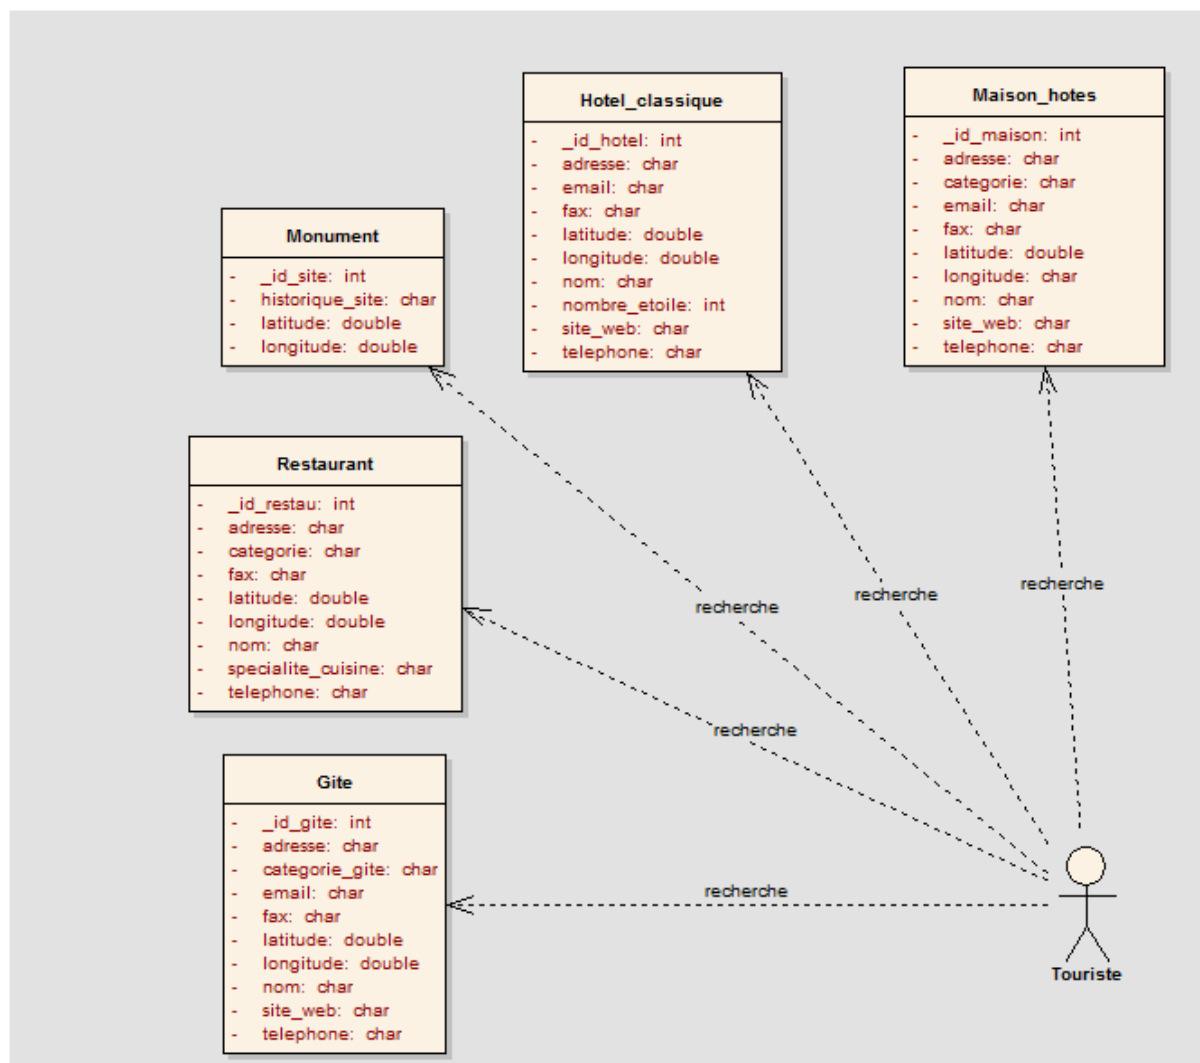 Hotel_classique
- _id_hotel: int
- adresse: char
- email: char
- fax: char
- latitude: double
- longitude: double
- nom: char
- nombre_etoile: int
- site_web: char
- telephone: char
Maison_hotes
- _id_maison: int
- adresse: char
- categorie: char
- email: char
- fax: char
- latitude: double
- longitude: char
- nom: char
- site_web: char
- telephone: char
Monument
- _id_site: int
- historique_site: char
- latitude: double
- longitude: double
Restaurant
- _id_restau: int
- adresse: char
- categorie: char
- fax: char
- latitude: double
- longitude: double
- nom: char
- specialite_cuisine: char
- telephone: char
recherche
recherche
recherche
recherche
Gite
- _id_gite: int
- adresse: char
- categorie_gite: char
- email: char
- fax: char
- latitude: double
- longitude: double
- nom: char
- site_web: char
- telephone: char
recherche
Touriste